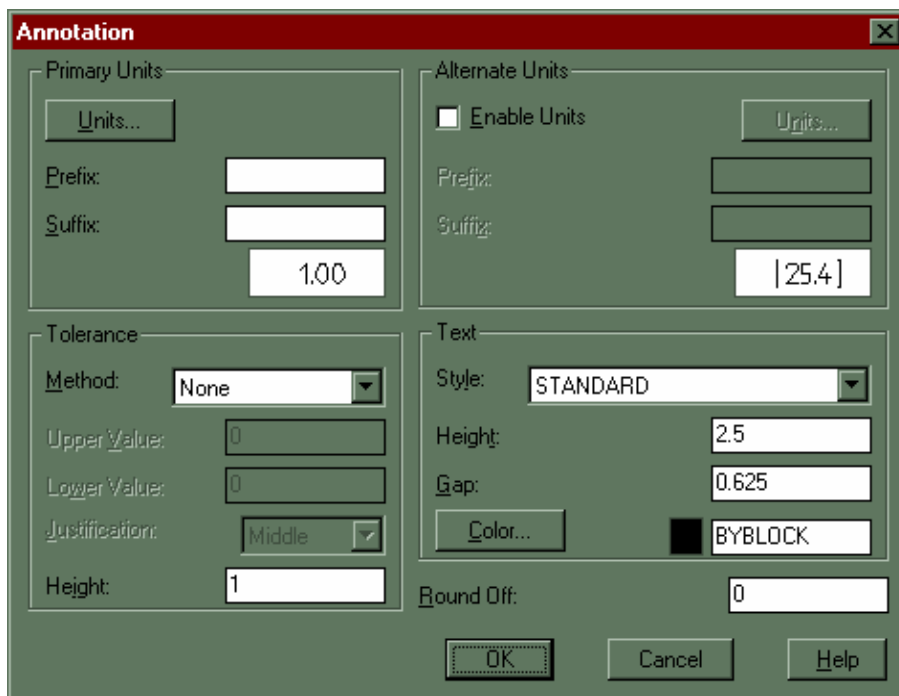 Annotation
Primary Units
Units...
Prefix:
Suffix:
1.00
Alternate Units
Enable Units
Units...
Prefix:
Suffix:
[25.4]
Tolerance
Method: None
Upper Value: 0
Lower Value: 0
Justification: Middle
Height: 1
Text
Style: STANDARD
Height: 2.5
Gap: 0.625
Color... BYBLOCK
Round Off: 0
OK Cancel Help